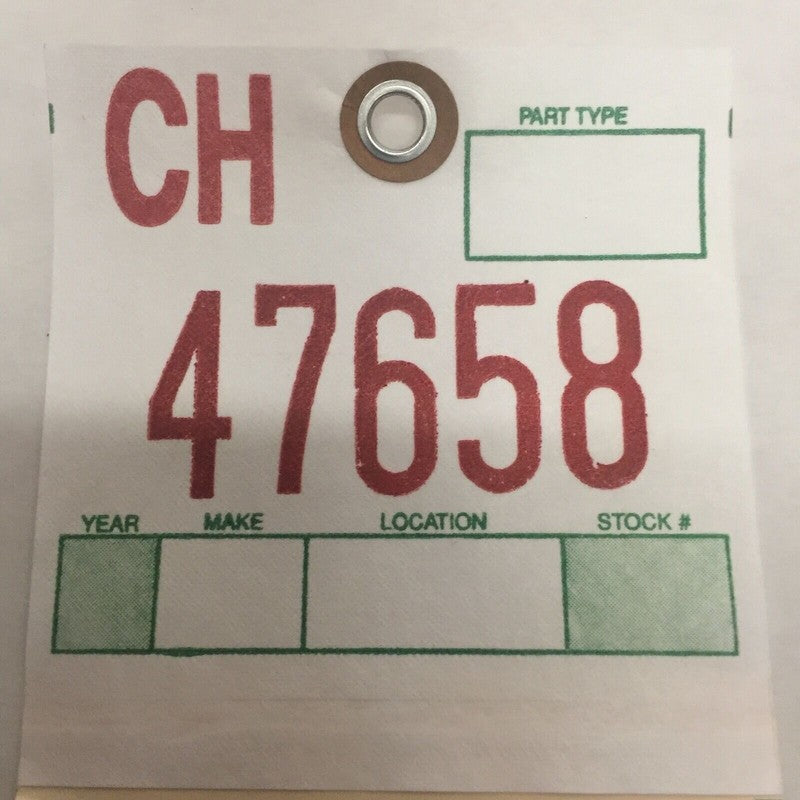 CH
PART TYPE
47658
YEAR MAKE LOCATION STOCK #